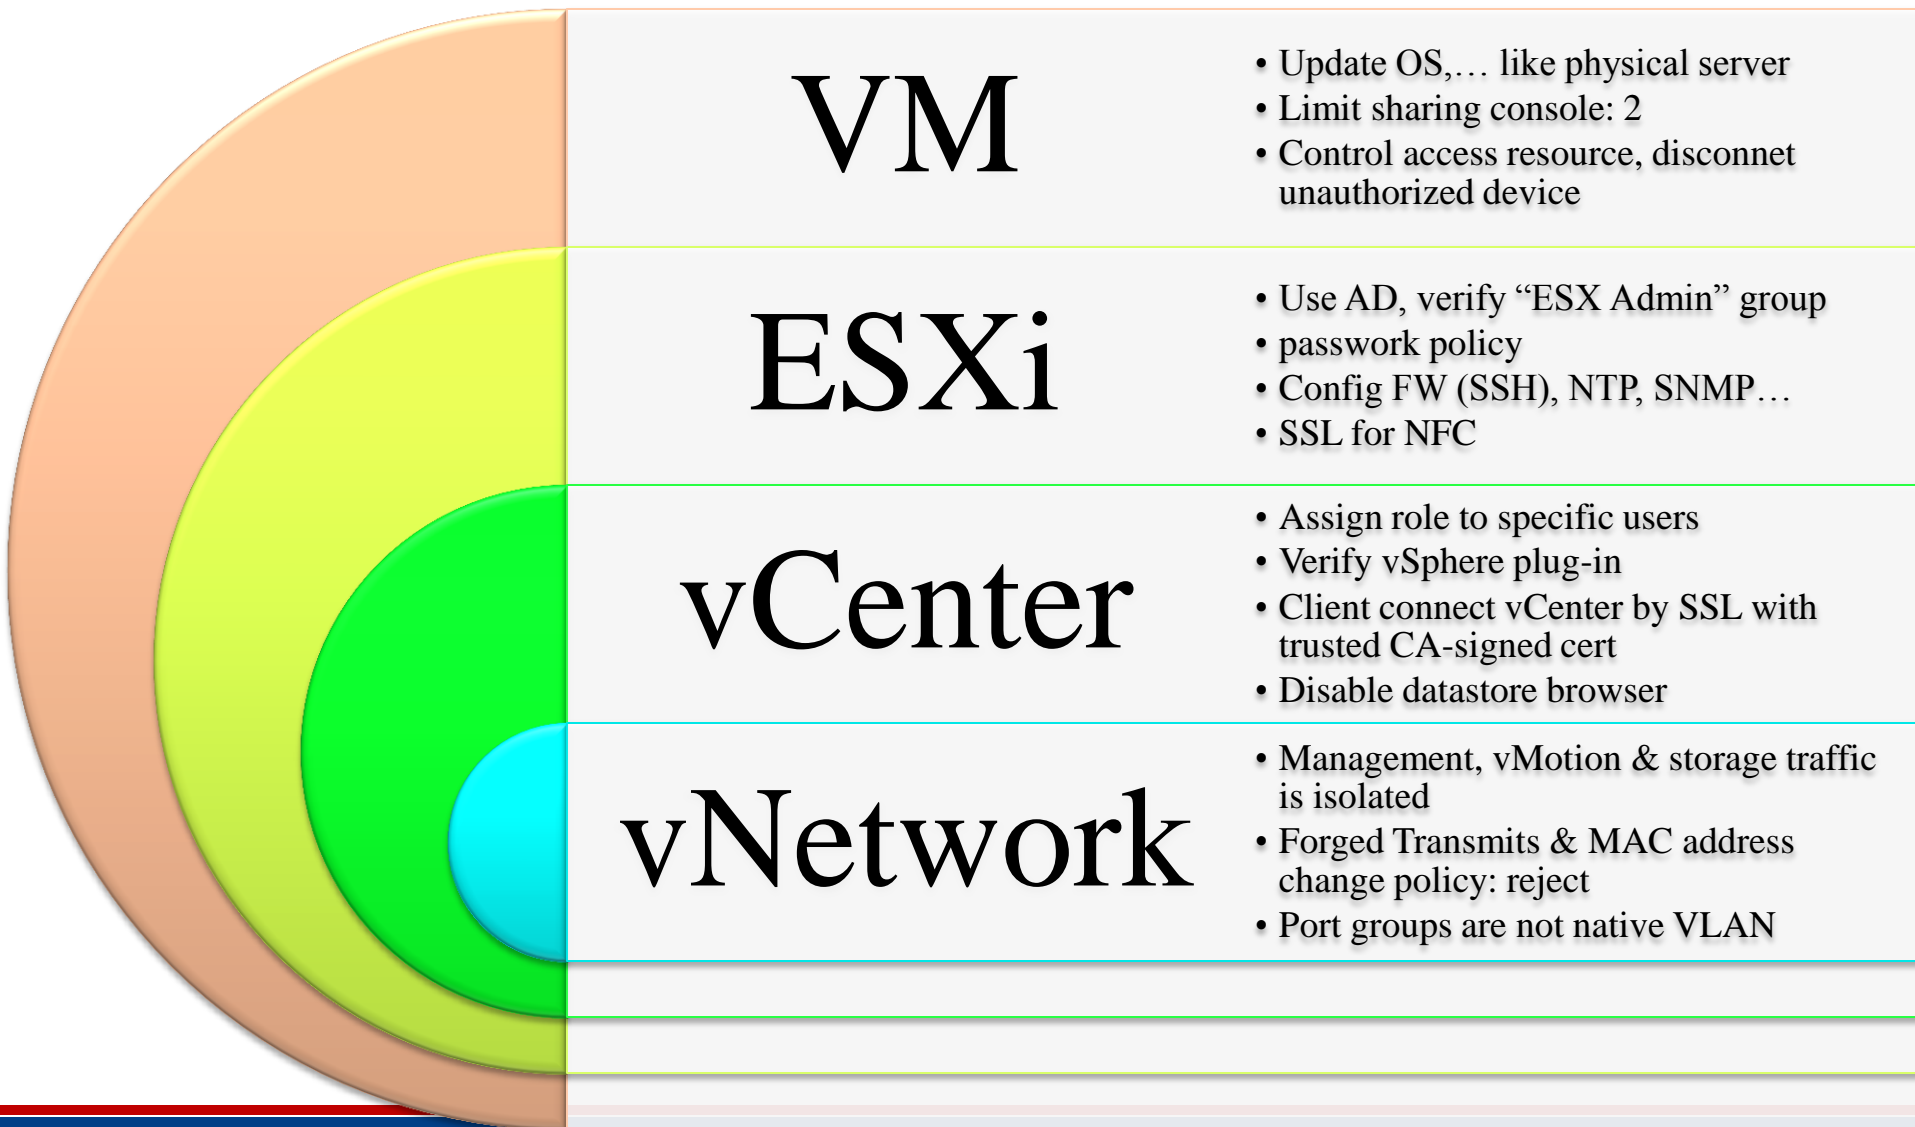 VM
• Update OS,… like physical server
• Limit sharing console: 2
• Control access resource, disconnet
unauthorized device
ESXi
• Use AD, verify “ESX Admin” group
• passwork policy
• Config FW (SSH), NTP, SNMP…
• SSL for NFC
vCenter
• Assign role to specific users
• Verify vSphere plug-in
• Client connect vCenter by SSL with
trusted CA-signed cert
• Disable datastore browser
vNetwork
• Management, vMotion & storage traffic
is isolated
• Forged Transmits & MAC address
change policy: reject
• Port groups are not native VLAN